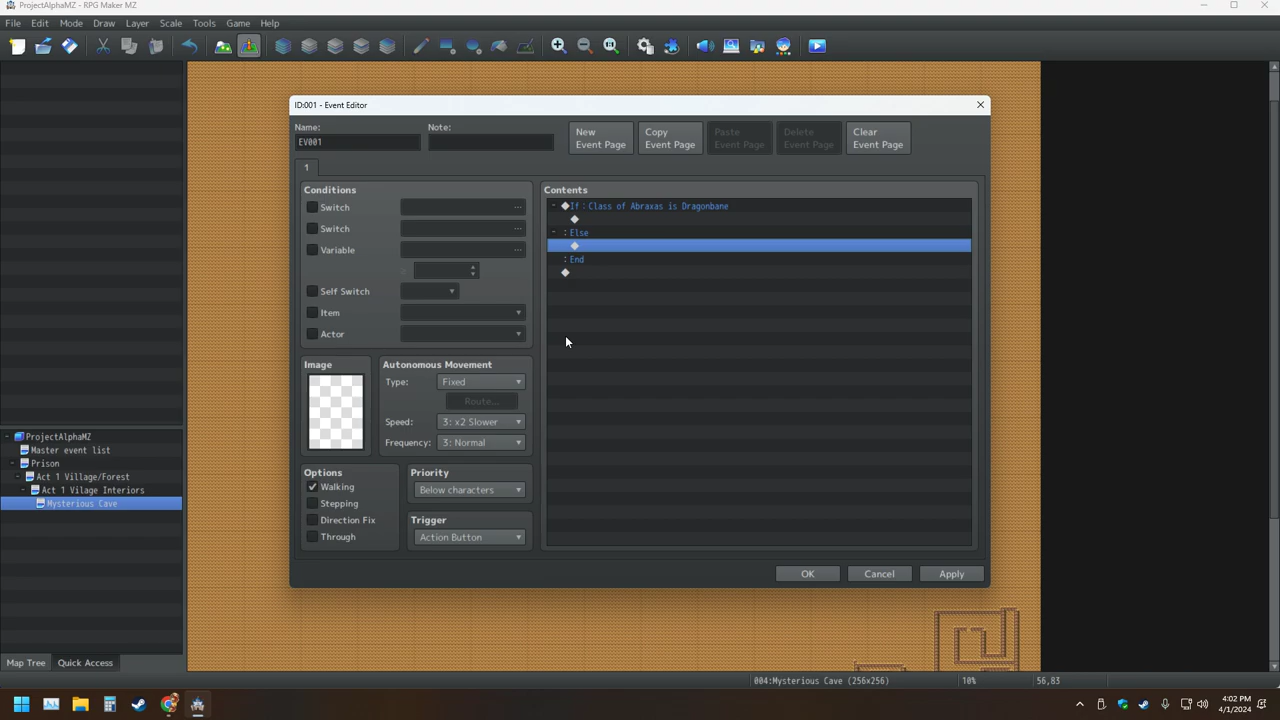 ProjectAlphaMZ - RPG Maker MZ
File Edit Mode Draw Layer Scale Tools Game Help
ID:001 - Event Editor
Name: Note:
EV001
New Event Page
Copy Event Page
Paste Event Page
Delete Event Page
Clear Event Page
1
Conditions
Switch
Switch
Variable
Self Switch
Item
Actor
Image
Autonomous Movement
Type: Fixed
Route...
Speed: 3: x2 Slower
Frequency: 3: Normal
Options
Walking
Stepping
Direction Fix
Through
Priority
Below characters
Trigger
Action Button
Contents
If : Class of Abraxas is Dragonbane
: Else
: End
OK Cancel Apply
ProjectAlphaMZ
Master event list
Prison
Act 1 Village/Forest
Act 1 Vilage Interiors
Mysterious Cave
Map Tree Quick Access
004:Mysterious Cave (256x256) 10% 56,83
4:02 PM
4/1/2024